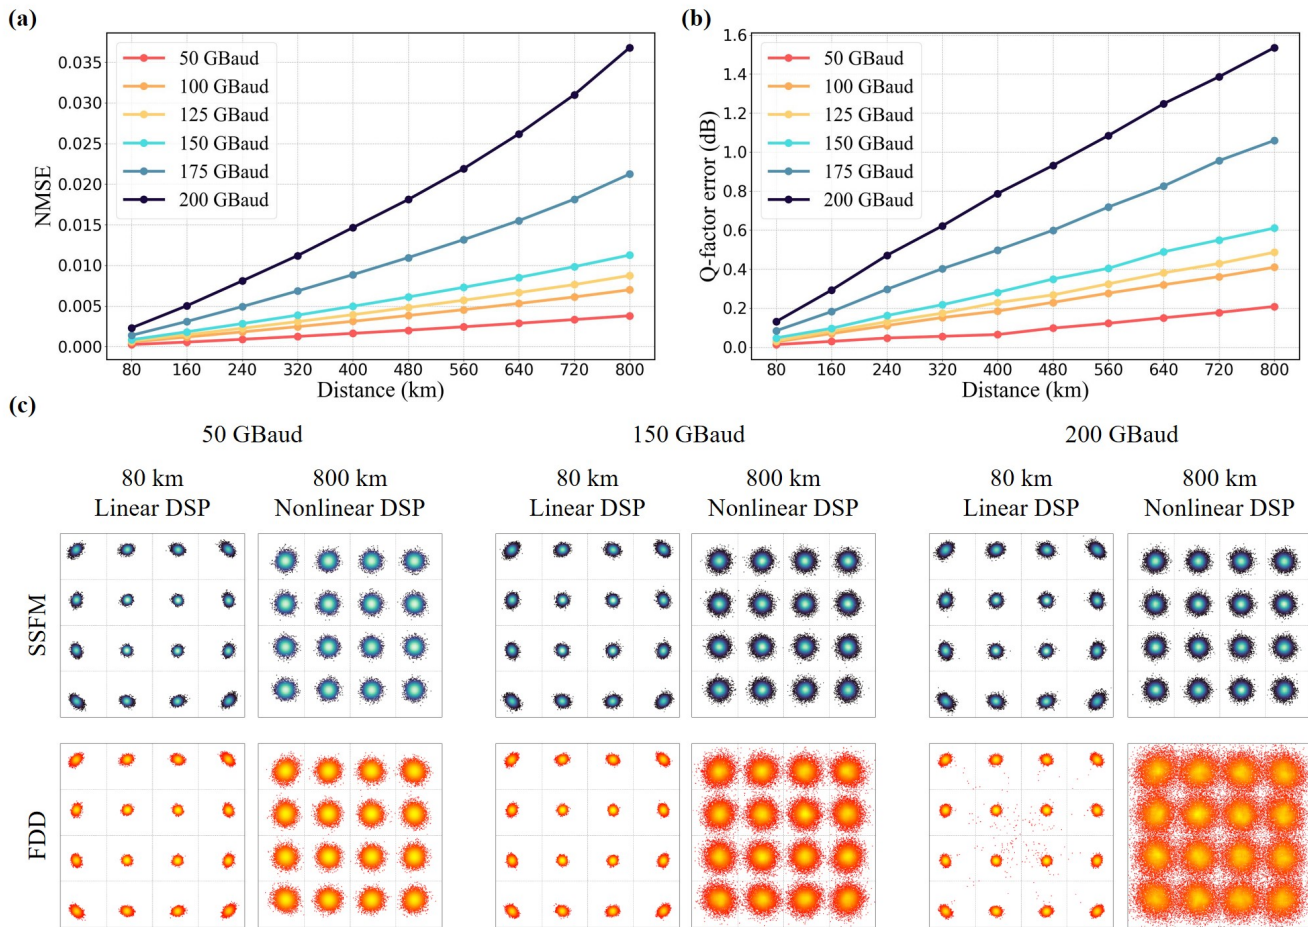 (a)
0.035
0.030
0.025
0.020
0.015
0.010
0.005
0.000
NMSE
50 GBaud
100 GBaud
125 GBaud
150 GBaud
175 GBaud
200 GBaud
80 160 240 320 400 480 560 640 720 800
Distance (km)
(b)
1.6
1.4
1.2
1.0
0.8
0.6
0.4
0.2
0.0
Q-factor error (dB)
50 GBaud
100 GBaud
125 GBaud
150 GBaud
175 GBaud
200 GBaud
80 160 240 320 400 480 560 640 720 800
Distance (km)
(c)
50 GBaud 150 GBaud 200 GBaud
80 km 800 km 80 km 800 km 80 km 800 km
Linear DSP Nonlinear DSP Linear DSP Nonlinear DSP Linear DSP Nonlinear DSP
SSFM
FDD